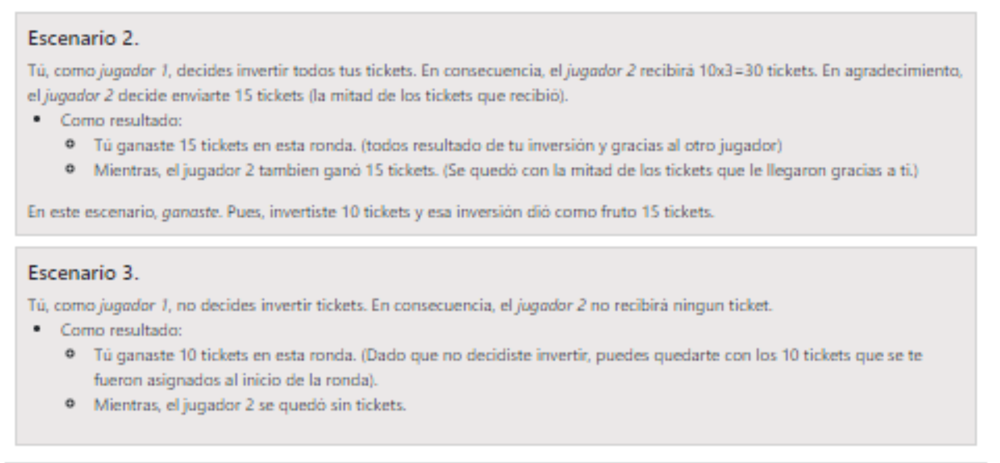 Escenario 2.
Tú, como jugador 1, decides invertir todos tus tickets. En consecuencia, el jugador 2 recibirá 10x3=30 tickets. En agradecimiento,
el jugador 2 decide enviarte 15 tickets (la mitad de los tickets que recibió).
• Como resultado:
○ Tú ganaste 15 tickets en esta ronda. (todos resultado de tu inversión y gracias al otro jugador)
○ Mientras, el jugador 2 tambien ganó 15 tickets. (Se quedó con la mitad de los tickets que le llegaron gracias a ti.)
En este escenario, ganaste. Pues, invertiste 10 tickets y esa inversión dió como fruto 15 tickets.
Escenario 3.
Tú, como jugador 1, no decides invertir tickets. En consecuencia, el jugador 2 no recibirá ningun ticket.
• Como resultado:
○ Tú ganaste 10 tickets en esta ronda. (Dado que no decidiste invertir, puedes quedarte con los 10 tickets que se te
fueron asignados al inicio de la ronda).
○ Mientras, el jugador 2 se quedó sin tickets.